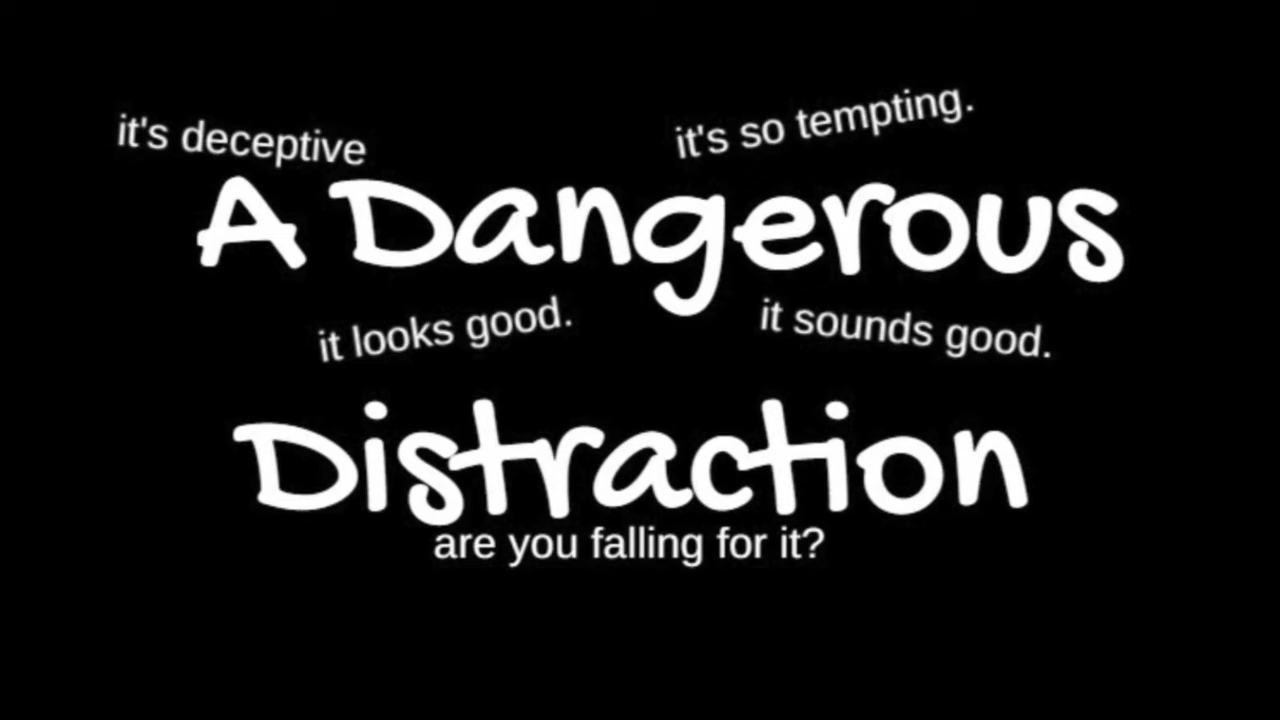 it's deceptive
it's so tempting.
A Dangerous
it looks good.
it sounds good.
Distraction
are you falling for it?